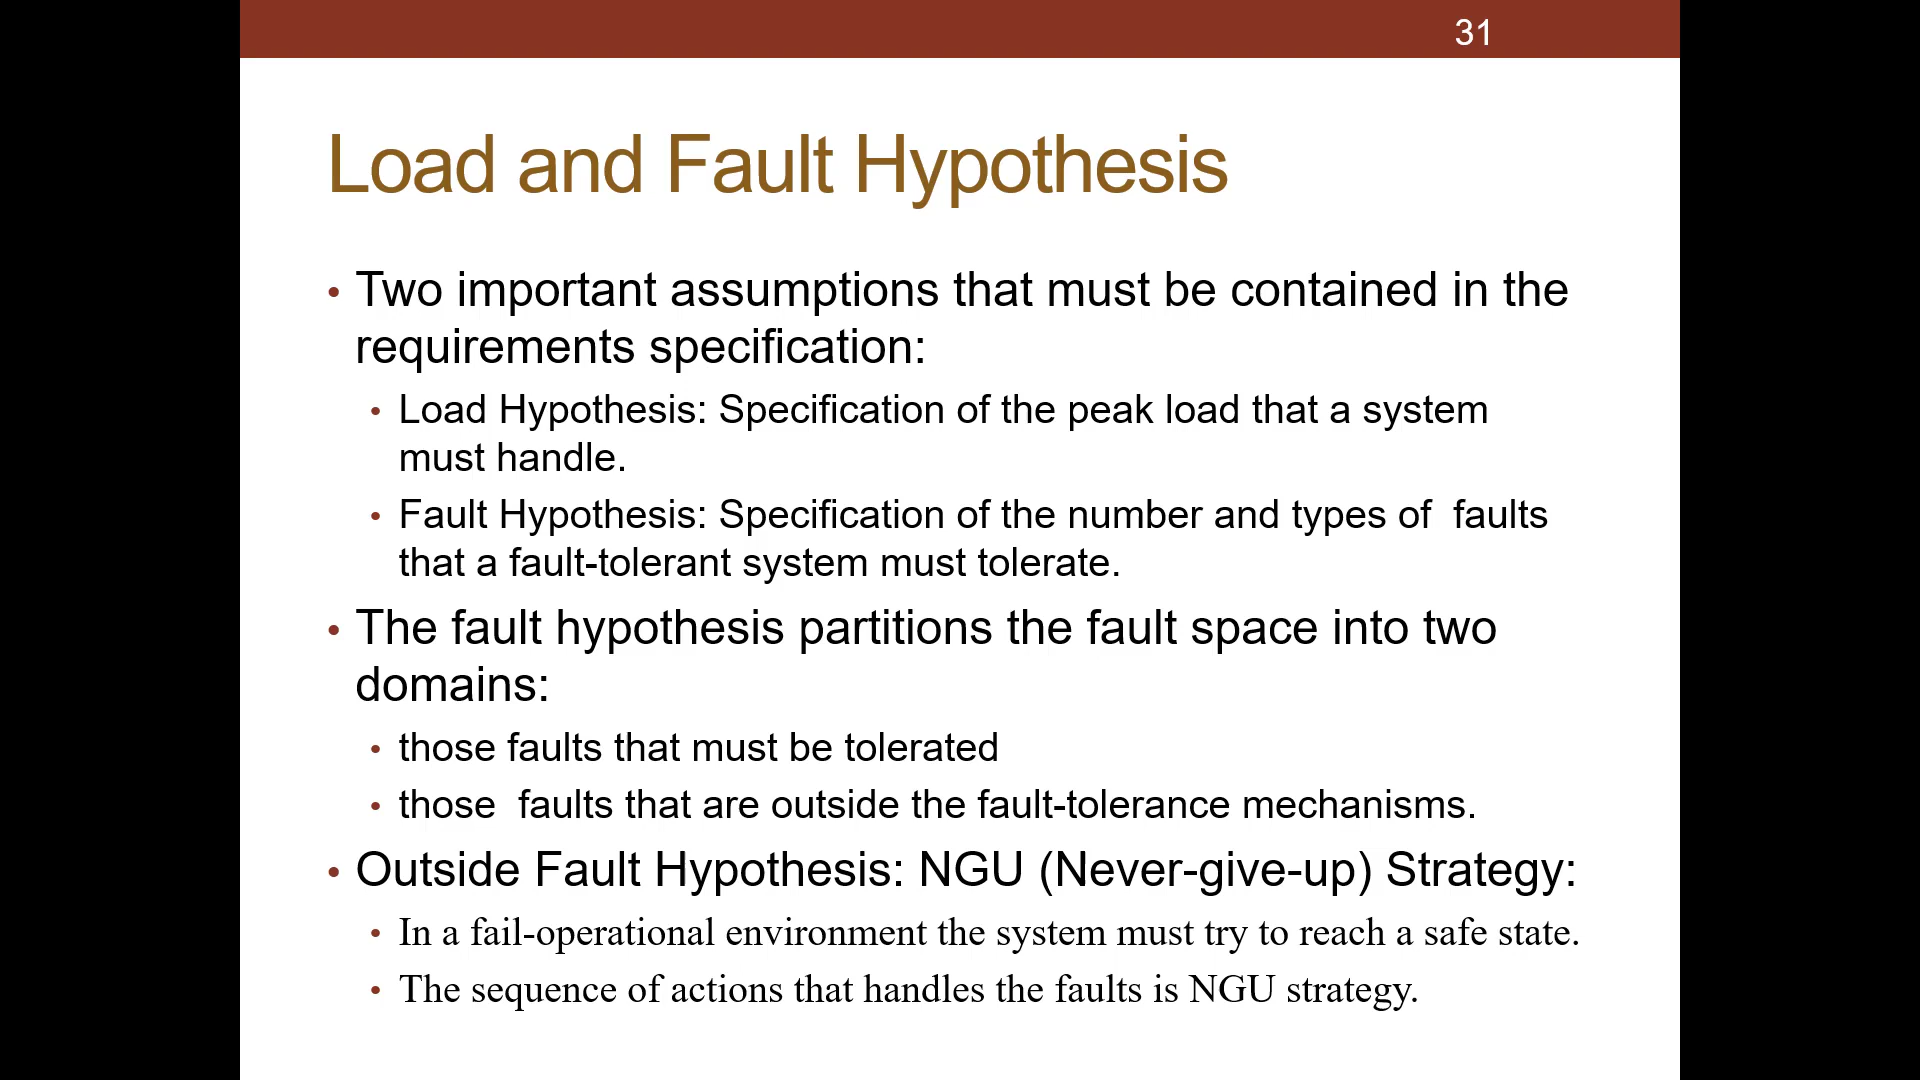 31
Load and Fault Hypothesis
• Two important assumptions that must be contained in the
requirements specification:
• Load Hypothesis: Specification of the peak load that a system
must handle.
• Fault Hypothesis: Specification of the number and types of  faults
that a fault-tolerant system must tolerate.
• The fault hypothesis partitions the fault space into two
domains:
• those faults that must be tolerated
• those  faults that are outside the fault-tolerance mechanisms.
• Outside Fault Hypothesis: NGU (Never-give-up) Strategy:
• In a fail-operational environment the system must try to reach a safe state.
• The sequence of actions that handles the faults is NGU strategy.